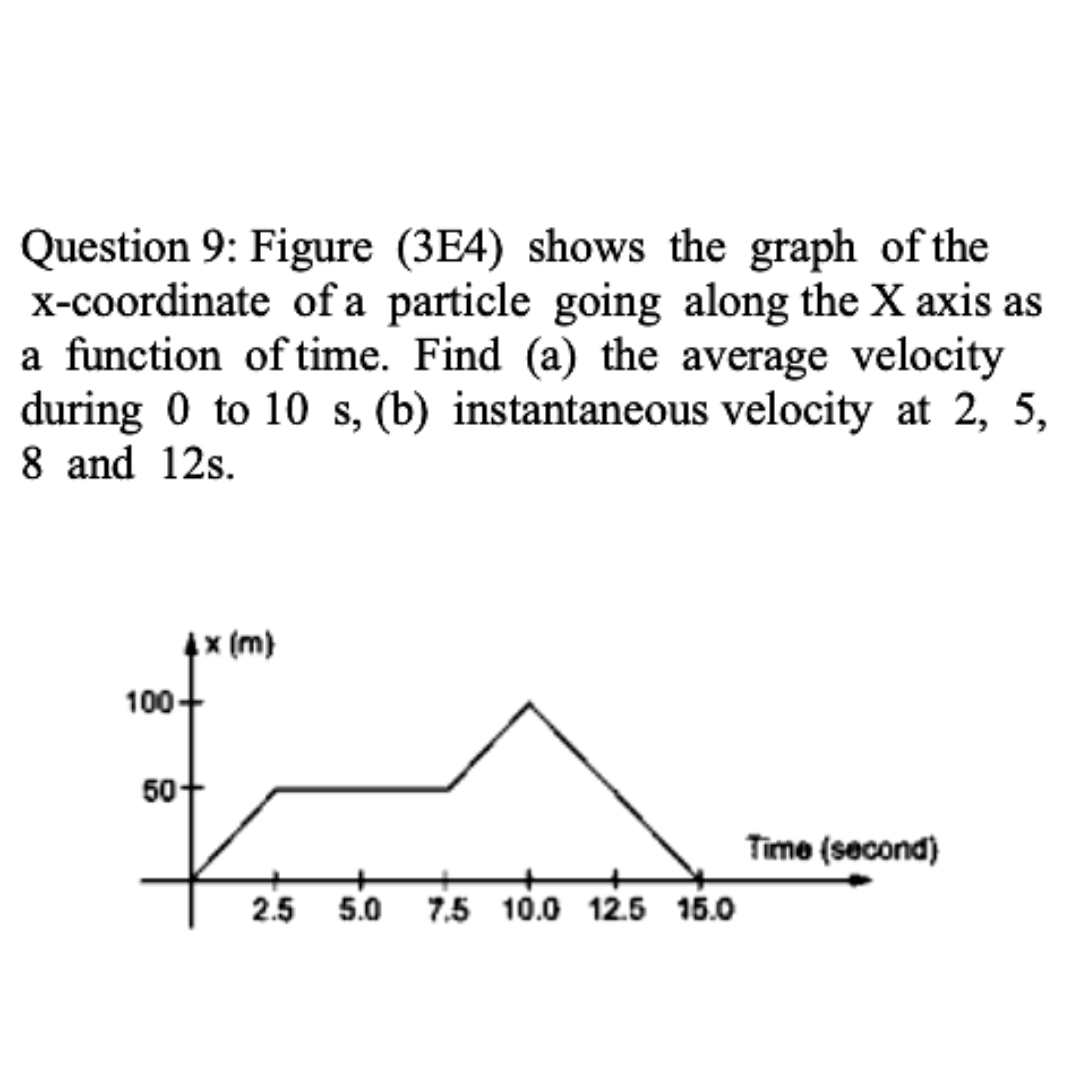 Question 9: Figure (3E4) shows the graph of the
x-coordinate of a particle going along the X axis as
a function of time. Find (a) the average velocity
during 0 to 10 s, (b) instantaneous velocity at 2, 5,
8 and 12s.
x (m)
100
50
Time (second)
2.5 5.0 7.5 10.0 12.5 15.0